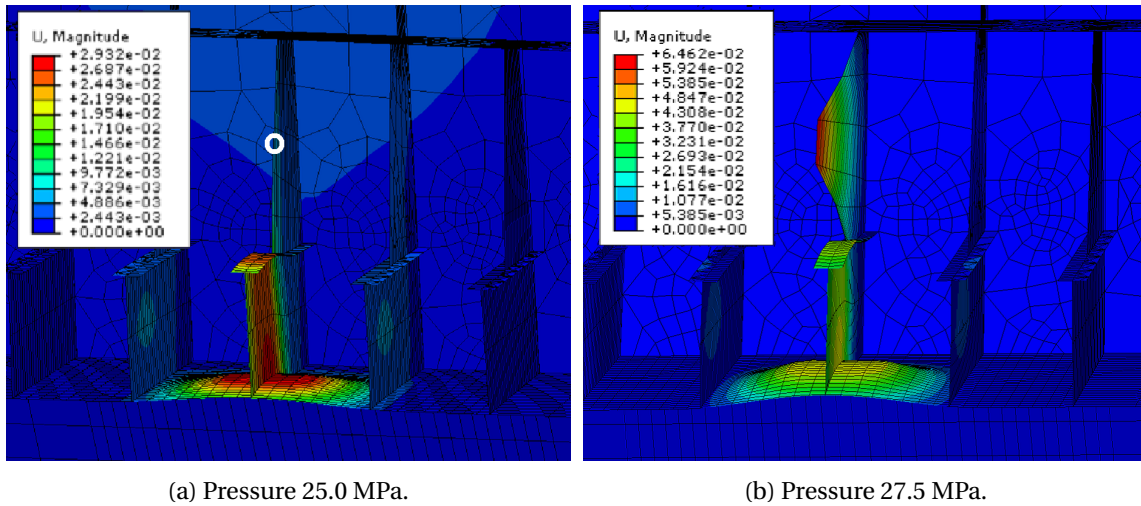 U, Magnitude
+2.932e-02
+2.687e-02
+2.443e-02
+2.199e-02
+1.954e-02
+1.710e-02
+1.466e-02
+1.221e-02
+9.772e-03
+7.329e-03
+4.886e-03
+2.443e-03
+0.000e+00
U, Magnitude
+6.462e-02
+5.924e-02
+5.385e-02
+4.847e-02
+4.308e-02
+3.770e-02
+3.231e-02
+2.693e-02
+2.154e-02
+1.616e-02
+1.077e-02
+5.385e-03
+0.000e+00
(a) Pressure 25.0 MPa.
(b) Pressure 27.5 MPa.